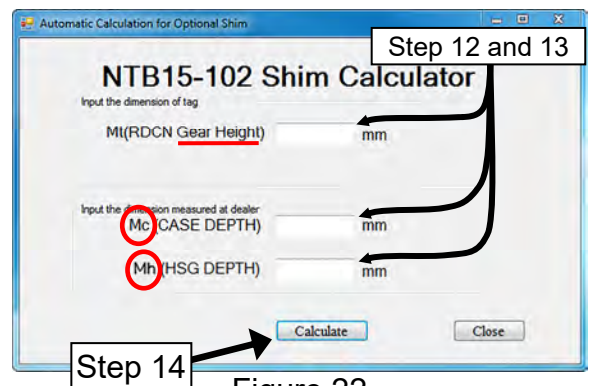 Automatic Calculation for Optional Shim
Step 12 and 13
NTB15-102 Shim Calculator
Input the dimension of tag
Mt(RDCN Gear Height) mm
Input the dimension measured at dealer
Mc (CASE DEPTH) mm
Mh (HSG DEPTH) mm
Calculate Close
Step 14